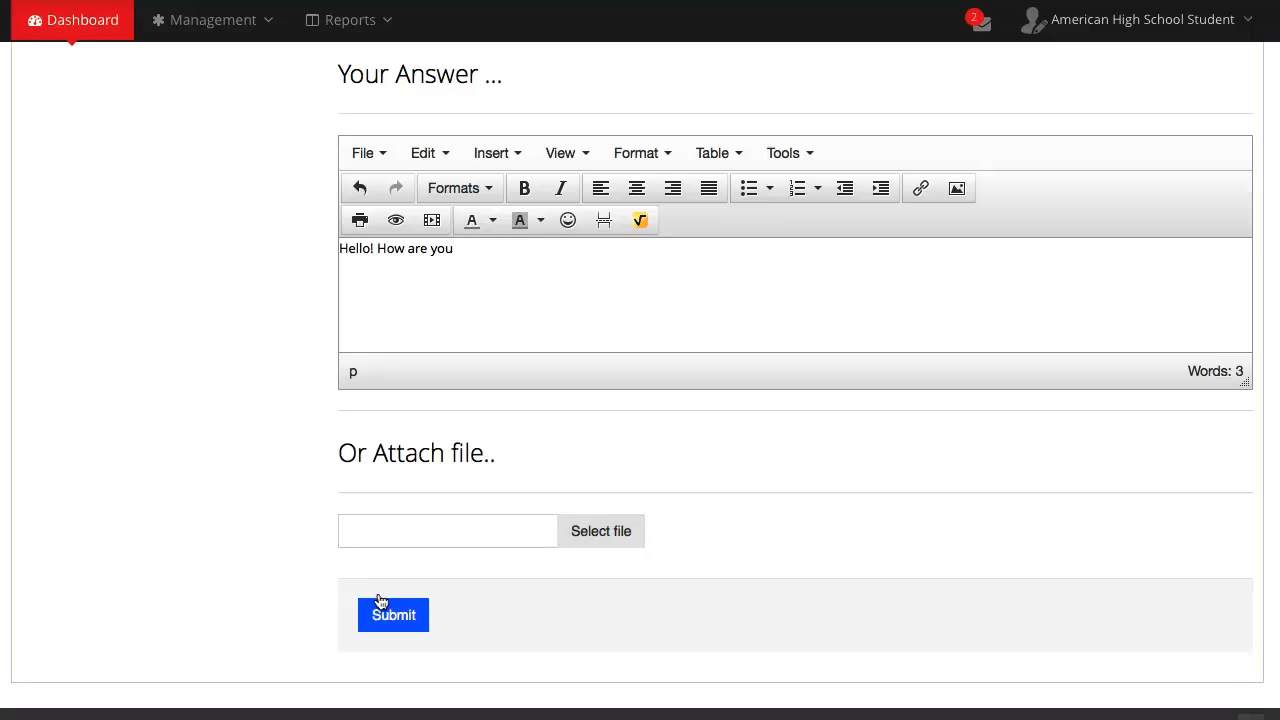 Dashboard Management Reports 2 American High School Student
Your Answer ...
File Edit Insert View Format Table Tools
Formats B I
A A
Hello! How are you
p Words: 3
Or Attach file..
Select file
Submit